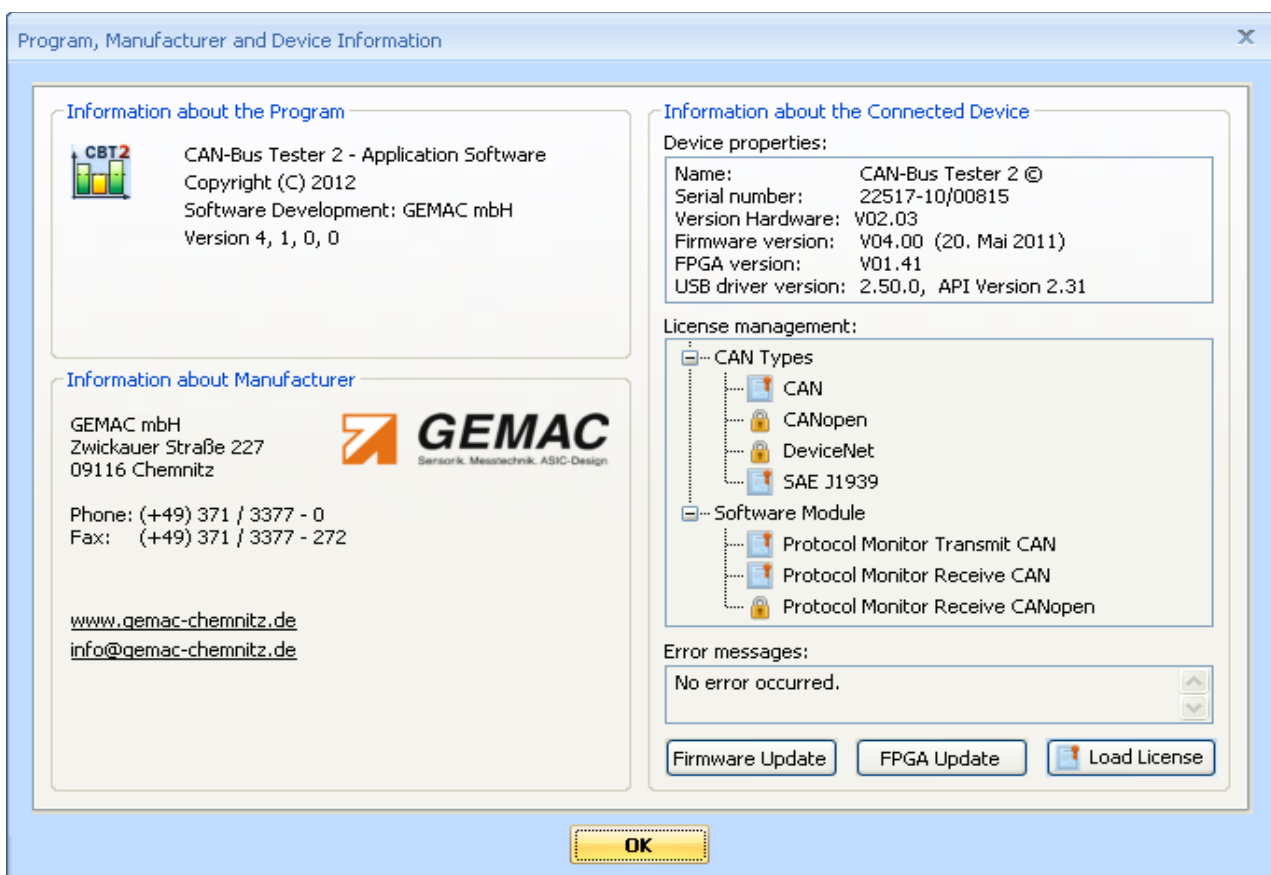 Program, Manufacturer and Device Information
X
Information about the Program
CBT2
CAN-Bus Tester 2 - Application Software
Copyright (C) 2012
Software Development: GEMAC mbH
Version 4, 1, 0, 0
Information about Manufacturer
GEMAC mbH
Zwickauer Straße 227
09116 Chemnitz
GEMAC
Sensorik. Messtechnik. ASIC-Design
Phone: (+49) 371 / 3377 - 0
Fax: (+49) 371 / 3377 - 272
www.gemac-chemnitz.de
info@gemac-chemnitz.de
Information about the Connected Device
Device properties:
Name: CAN-Bus Tester 2 ©
Serial number: 22517-10/00815
Version Hardware: V02.03
Firmware version: V04.00 (20. Mai 2011)
FPGA version: V01.41
USB driver version: 2.50.0, API Version 2.31
License management:
CAN Types
CAN
CANopen
DeviceNet
SAE J1939
Software Module
Protocol Monitor Transmit CAN
Protocol Monitor Receive CAN
Protocol Monitor Receive CANopen
Error messages:
No error occurred.
Firmware Update
FPGA Update
Load License
OK